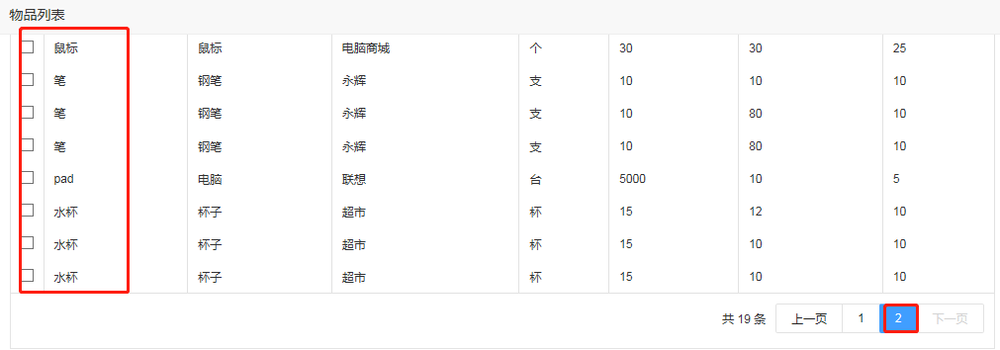 物品列表
鼠标 鼠标 电脑商城 个 30 30 25
笔 钢笔 永辉 支 10 10 10
笔 钢笔 永辉 支 10 80 10
笔 钢笔 永辉 支 10 80 10
pad 电脑 联想 台 5000 10 5
水杯 杯子 超市 杯 15 12 10
水杯 杯子 超市 杯 15 10 10
水杯 杯子 超市 杯 15 10 10
共 19 条 上一页 1 2 下一页